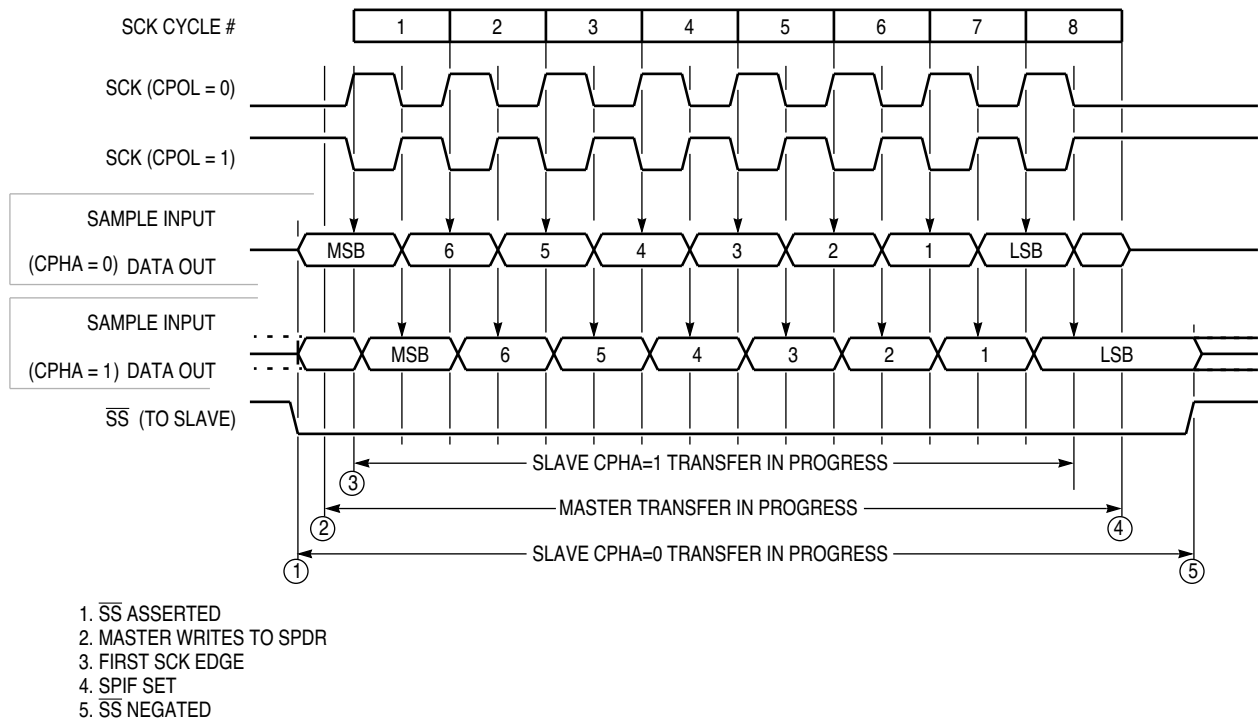 SCK CYCLE # 1 2 3 4 5 6 7 8
SCK (CPOL = 0)
SCK (CPOL = 1)
SAMPLE INPUT
MSB 6 5 4 3 2 1 LSB
(CPHA = 0) DATA OUT
SAMPLE INPUT
MSB 6 5 4 3 2 1 LSB
(CPHA = 1) DATA OUT
SS (TO SLAVE)
SLAVE CPHA=1 TRANSFER IN PROGRESS
3
MASTER TRANSFER IN PROGRESS
2 4
SLAVE CPHA=0 TRANSFER IN PROGRESS
1 5
1. SS ASSERTED
2. MASTER WRITES TO SPDR
3. FIRST SCK EDGE
4. SPIF SET
5. SS NEGATED